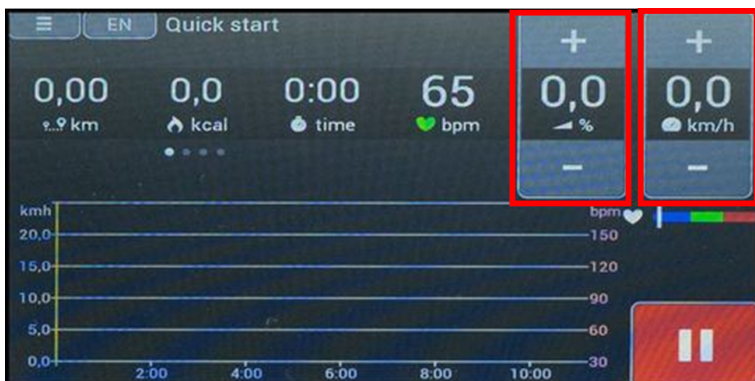 EN Quick start
+ +
0,00 0,0 0:00 65 0,0 0,0
km kcal time bpm % km/h
- -
kmh bpm
20,0 150
15,0 120
10,0 90
5,0 60
0,0 30
2:00 4:00 6:00 8:00 10:00